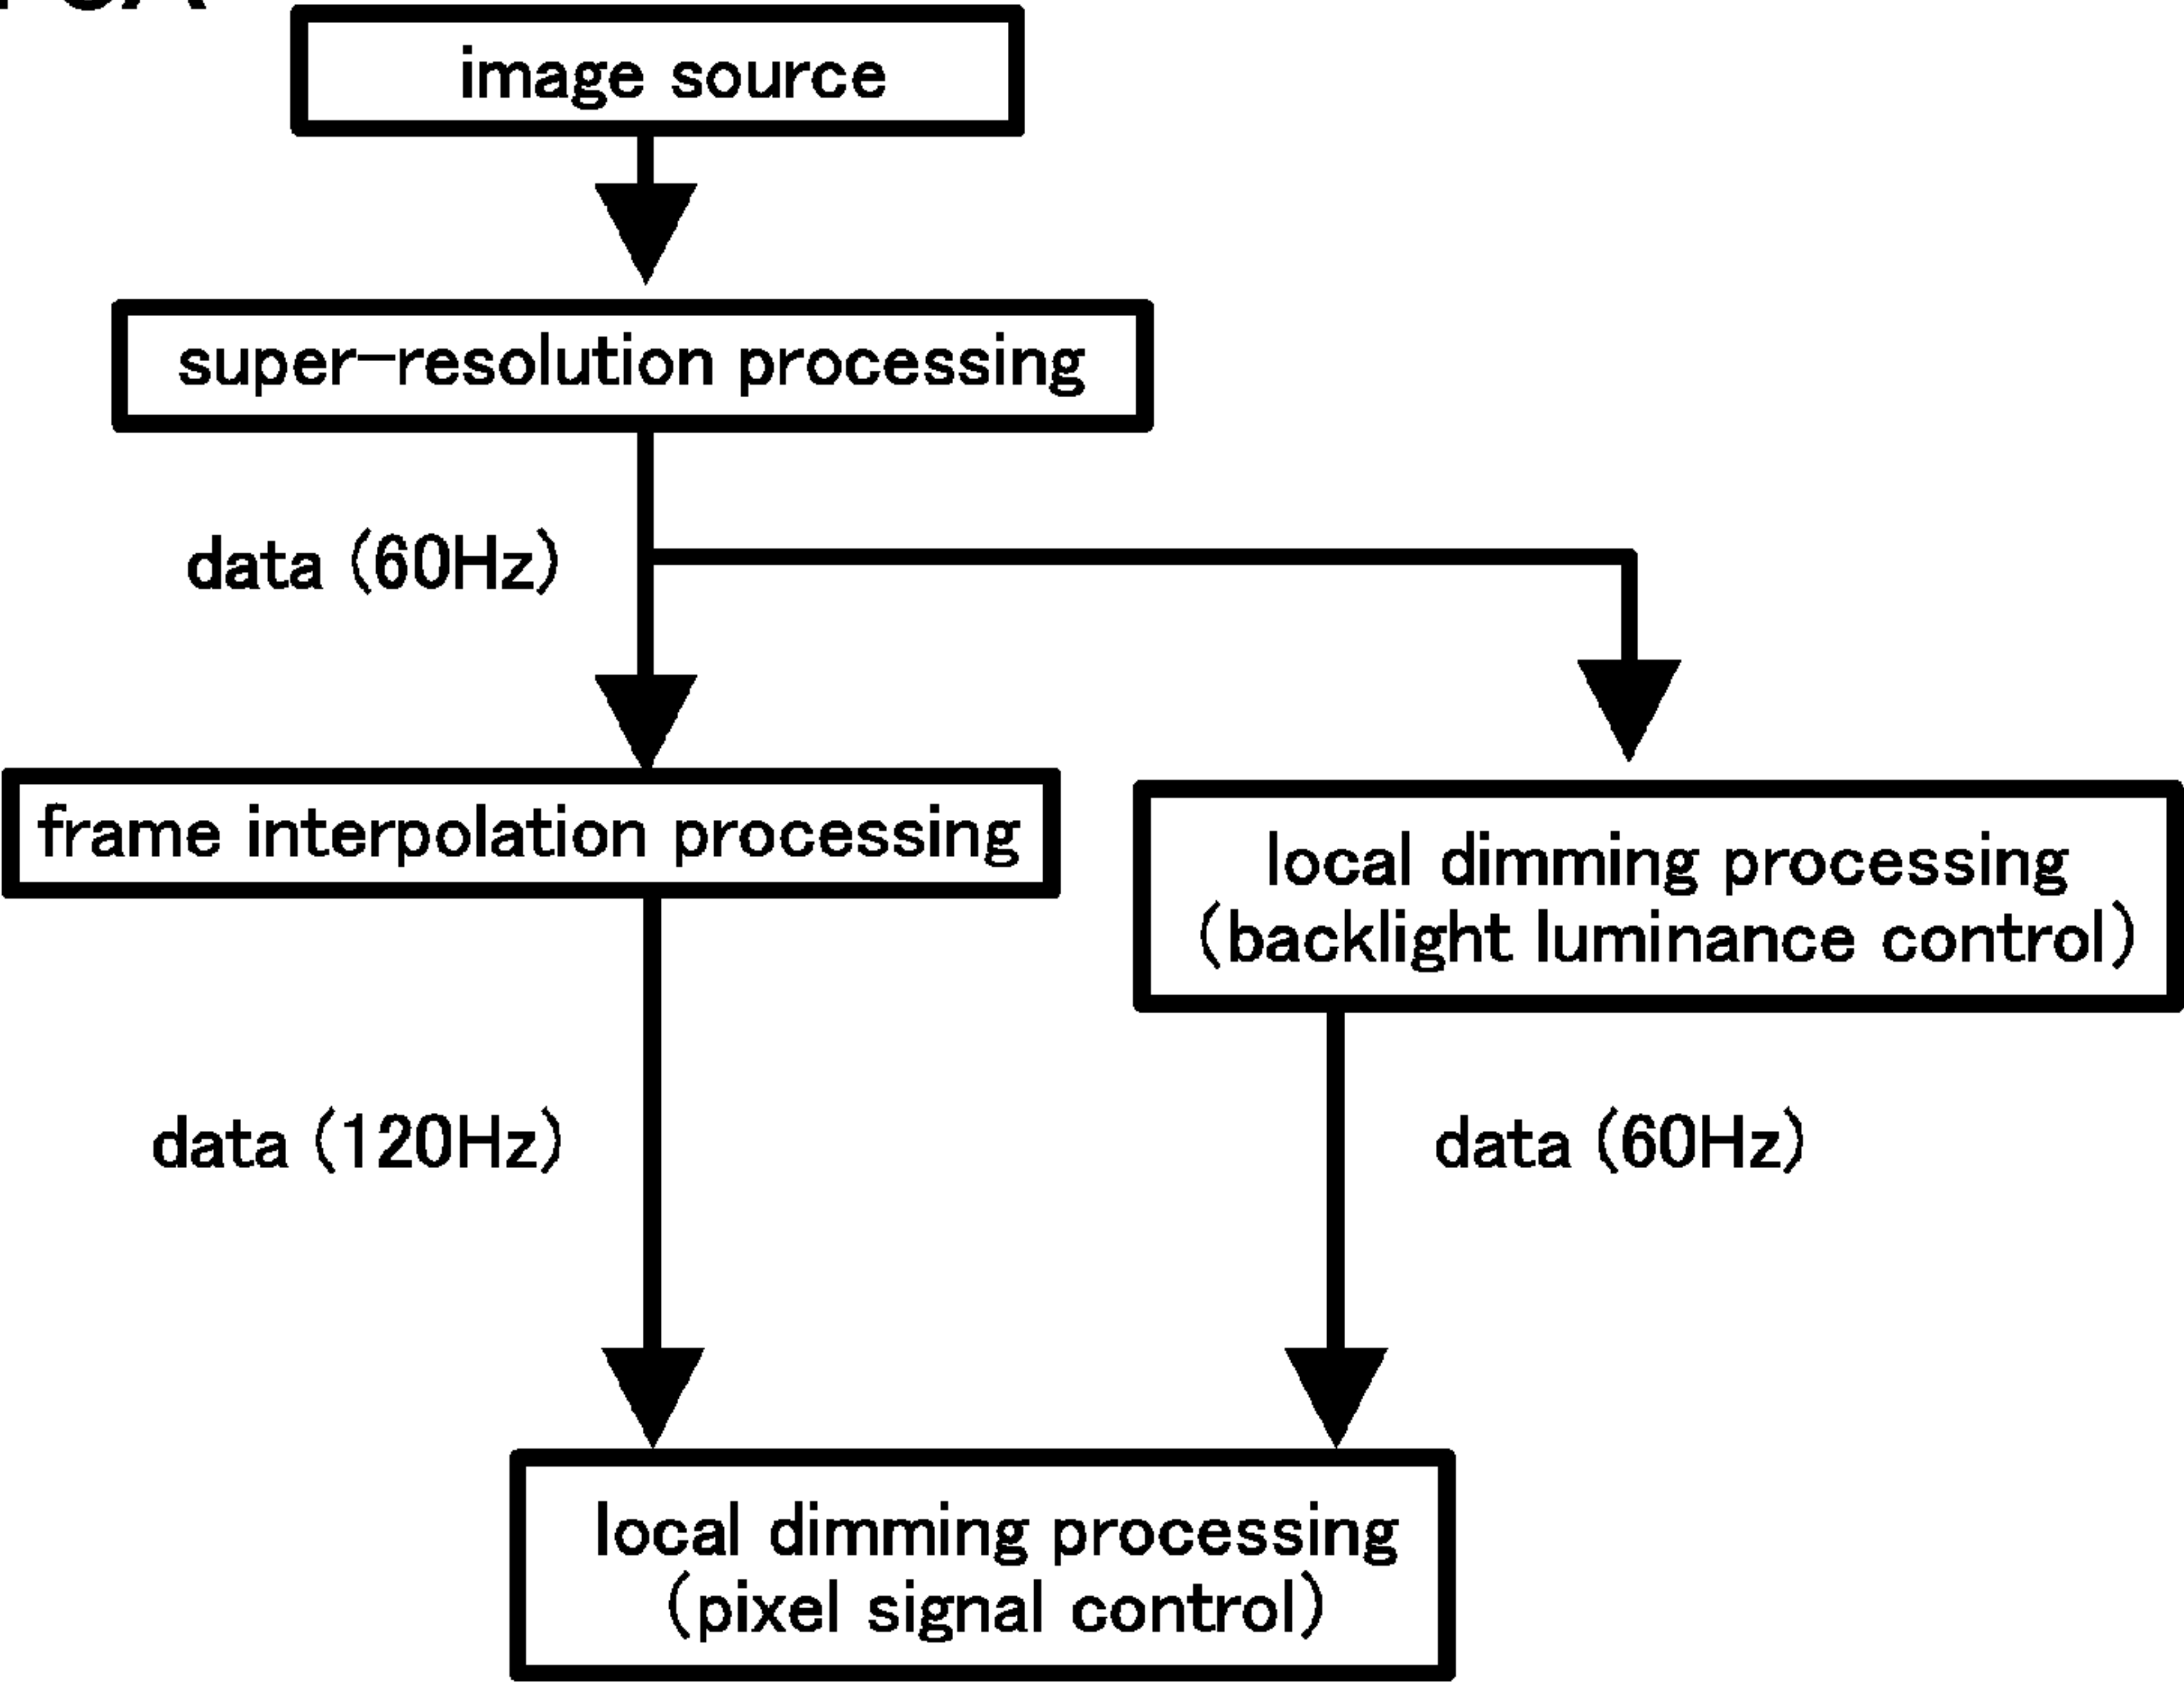 image source
super-resolution processing
data (60Hz)
frame interpolation processing
local dimming processing
(backlight luminance control)
data (120Hz)
data (60Hz)
local dimming processing
(pixel signal control)